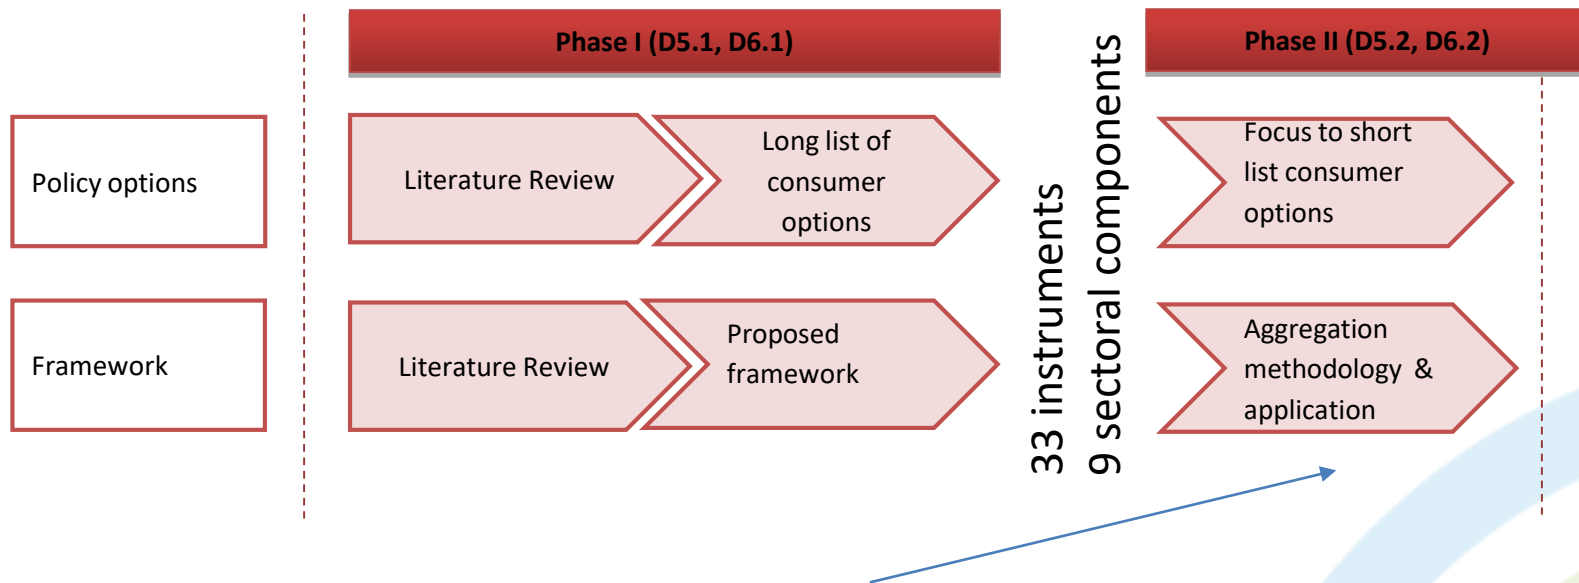 Phase I (D5.1, D6.1)
Phase II (D5.2, D6.2)
Policy options
Literature Review
Long list of
consumer
options
33 instruments
9 sectoral components
Focus to short
list consumer
options
Framework
Literature Review
Proposed
framework
Aggregation
methodology &
application